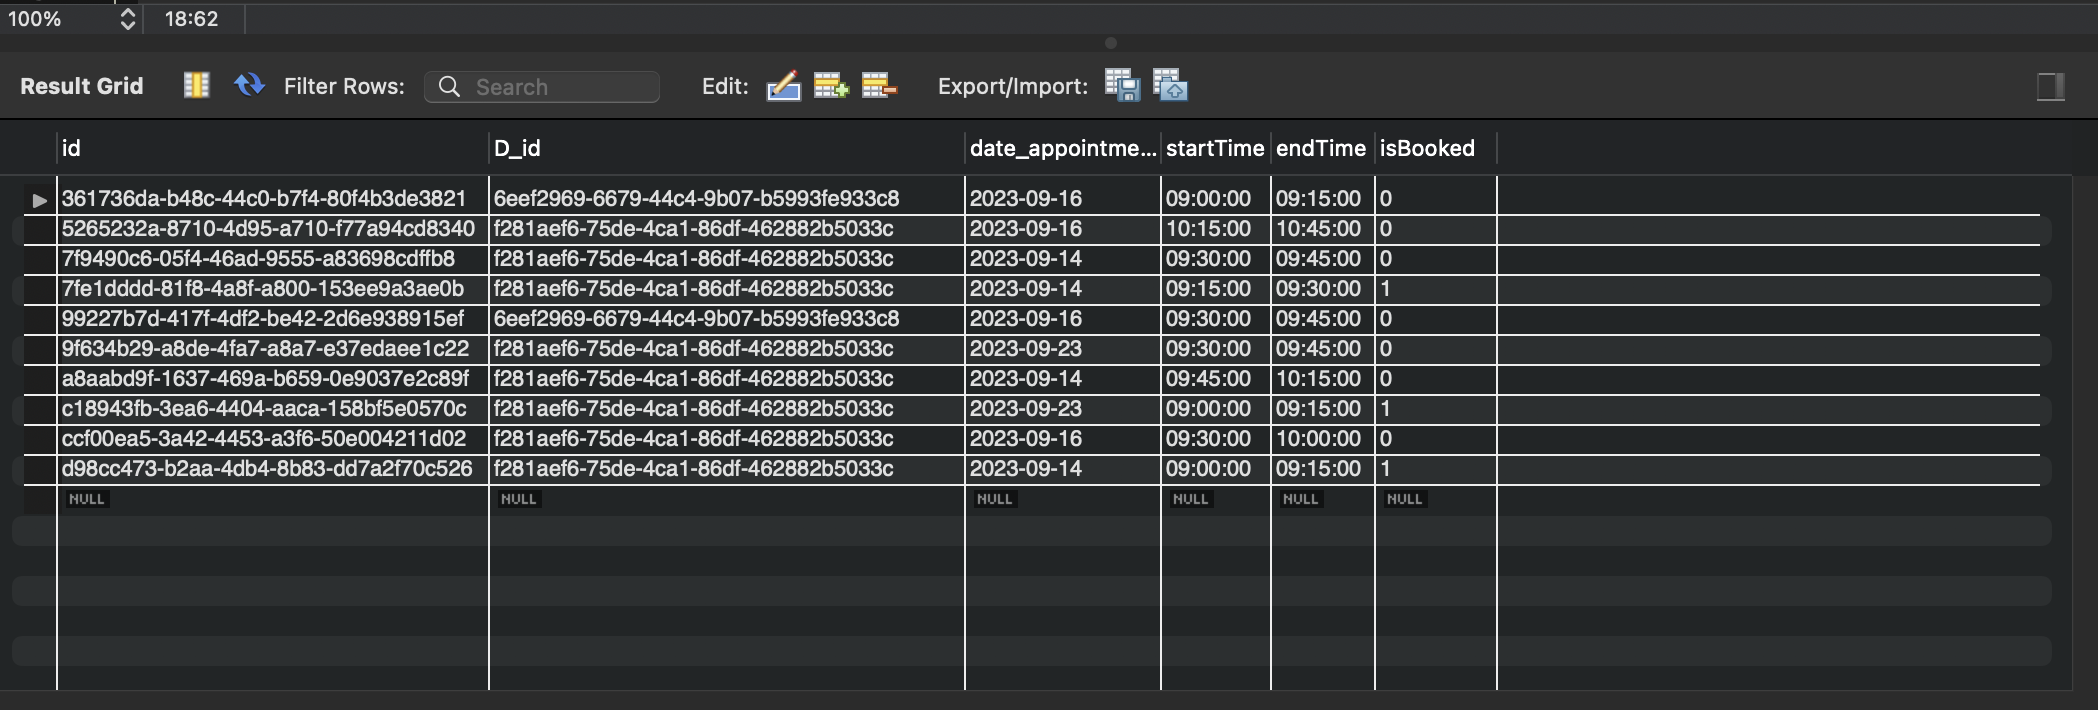 100% 18:62
Result Grid Filter Rows: Search Edit: Export/Import:
id D_id date_appointme... startTime endTime isBooked
361736da-b48c-44c0-b7f4-80f4b3de3821 6eef2969-6679-44c4-9b07-b5993fe933c8 2023-09-16 09:00:00 09:15:00 0
5265232a-8710-4d95-a710-f77a94cd8340 f281aef6-75de-4ca1-86df-462882b5033c 2023-09-16 10:15:00 10:45:00 0
7f9490c6-05f4-46ad-9555-a83698cdffb8 f281aef6-75de-4ca1-86df-462882b5033c 2023-09-14 09:30:00 09:45:00 0
7fe1dddd-81f8-4a8f-a800-153ee9a3ae0b f281aef6-75de-4ca1-86df-462882b5033c 2023-09-14 09:15:00 09:30:00 1
99227b7d-417f-4df2-be42-2d6e938915ef 6eef2969-6679-44c4-9b07-b5993fe933c8 2023-09-16 09:30:00 09:45:00 0
9f634b29-a8de-4fa7-a8a7-e37edaee1c22 f281aef6-75de-4ca1-86df-462882b5033c 2023-09-23 09:30:00 09:45:00 0
a8aabd9f-1637-469a-b659-0e9037e2c89f f281aef6-75de-4ca1-86df-462882b5033c 2023-09-14 09:45:00 10:15:00 0
c18943fb-3ea6-4404-aaca-158bf5e0570c f281aef6-75de-4ca1-86df-462882b5033c 2023-09-23 09:00:00 09:15:00 1
ccf00ea5-3a42-4453-a3f6-50e004211d02 f281aef6-75de-4ca1-86df-462882b5033c 2023-09-16 09:30:00 10:00:00 0
d98cc473-b2aa-4db4-8b83-dd7a2f70c526 f281aef6-75de-4ca1-86df-462882b5033c 2023-09-14 09:00:00 09:15:00 1
NULL NULL NULL NULL NULL NULL